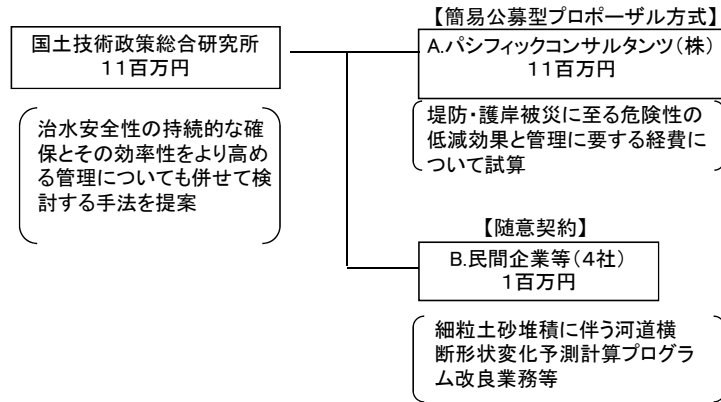 国土技術政策総合研究所
11百万円
治水安全性の持続的な確
保とその効率性をより高め
る管理についても併せて検
討する手法を提案
【簡易公募型プロポーザル方式】
A.パシフィックコンサルタンツ(株)
11百万円
堤防・護岸被災に至る危険性の
低減効果と管理に要する経費に
ついて試算
【随意契約】
B.民間企業等(4社)
1百万円
細粒土砂堆積に伴う河道横
断形状変化予測計算プログラ
ム改良業務等